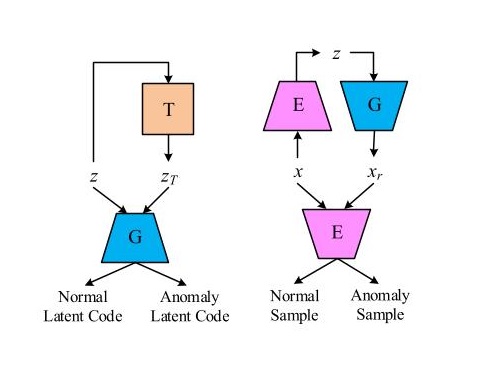 z
T
E
G
z
z_T
x
x_r
G
E
Normal
Latent Code
Anomaly
Latent Code
Normal
Sample
Anomaly
Sample